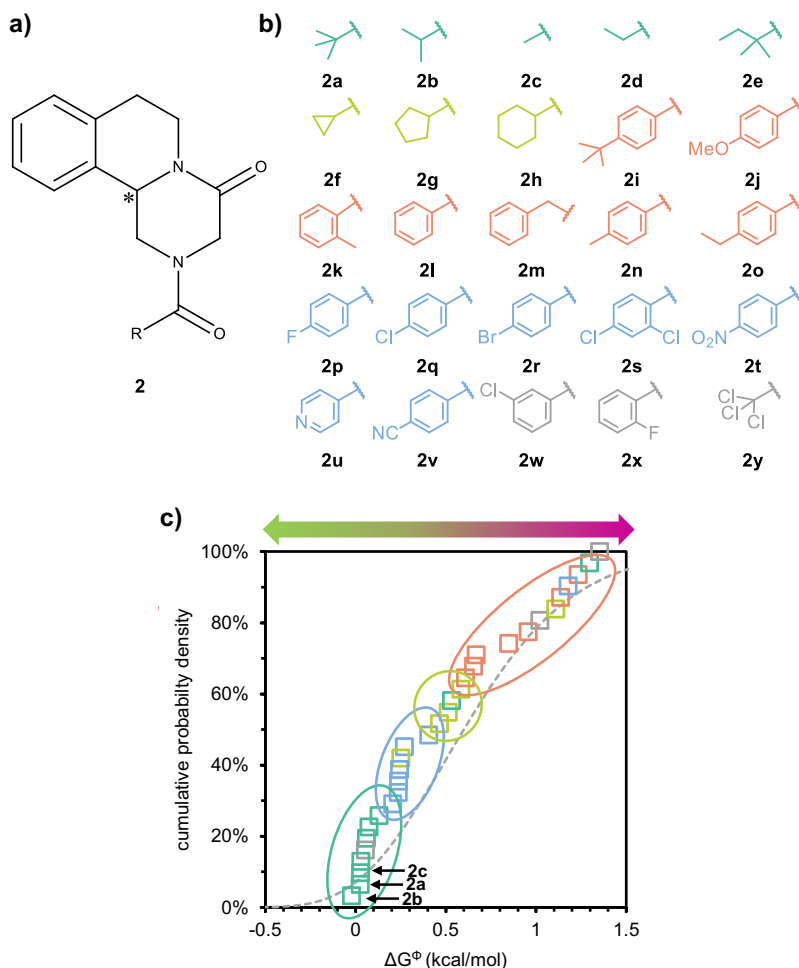 a)
b)
N
O
*
N
R
O
2
2a 2b 2c 2d 2e
MeO
2f 2g 2h 2i 2j
2k 2l 2m 2n 2o
F Cl Br Cl Cl O2N
2p 2q 2r 2s 2t
N NC Cl F Cl Cl Cl
2u 2v 2w 2x 2y
c)
100%
80%
60%
40%
20%
0%
cumulative probabilty density
2c
2a
2b
-0.5 0 0.5 1 1.5
ΔG^Φ (kcal/mol)